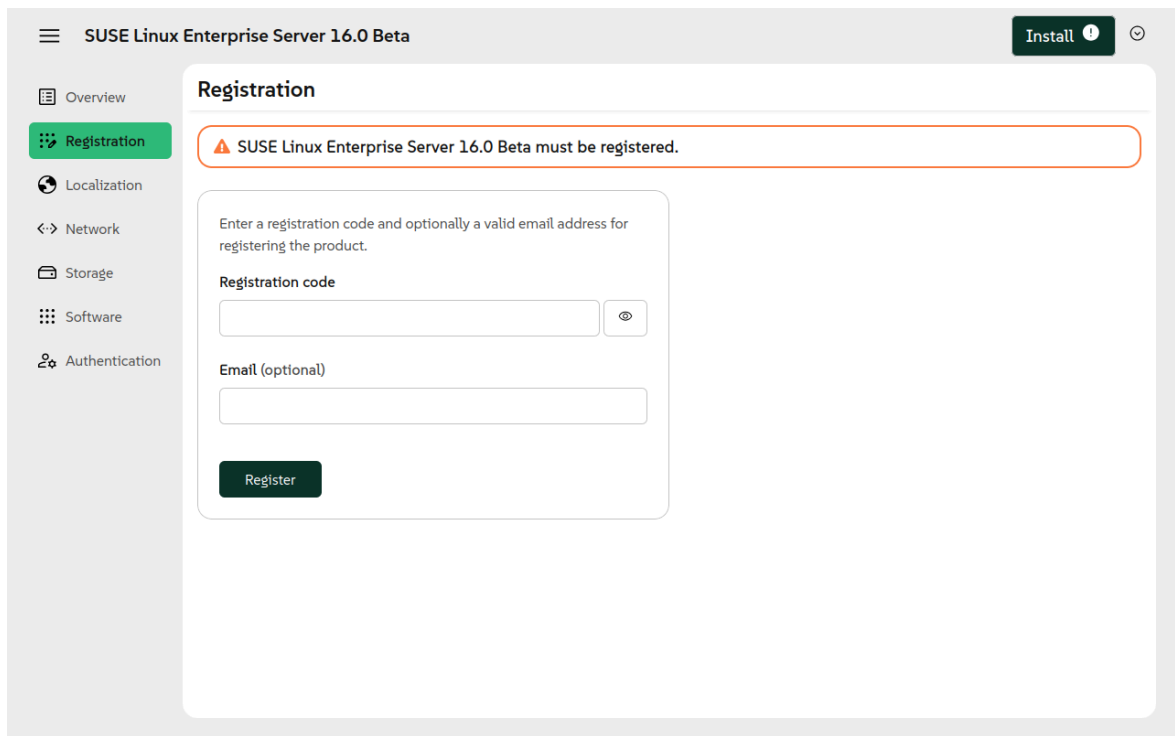 SUSE Linux Enterprise Server 16.0 Beta
Install
Overview
Registration
Localization
Network
Storage
Software
Authentication
Registration
SUSE Linux Enterprise Server 16.0 Beta must be registered.
Enter a registration code and optionally a valid email address for
registering the product.
Registration code
Email (optional)
Register